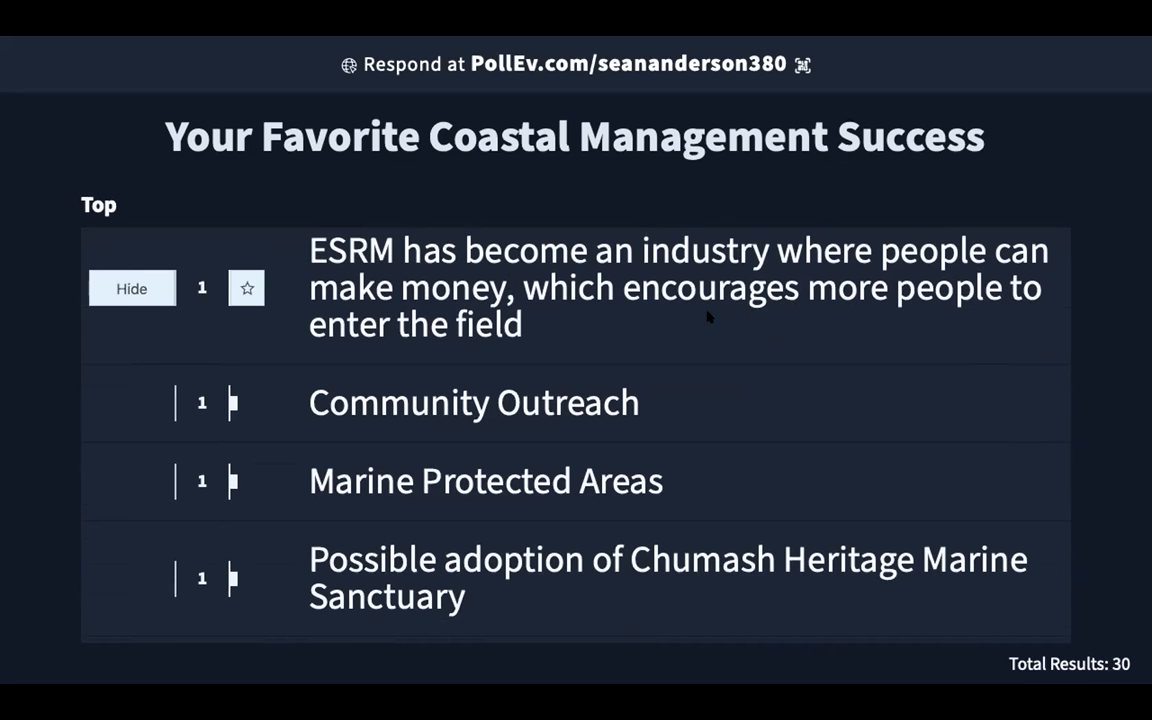 Respond at PollEv.com/seananderson380
Your Favorite Coastal Management Success
Top
Hide
1
ESRM has become an industry where people can
make money, which encourages more people to
enter the field
1
Community Outreach
1
Marine Protected Areas
1
Possible adoption of Chumash Heritage Marine
Sanctuary
Total Results: 30